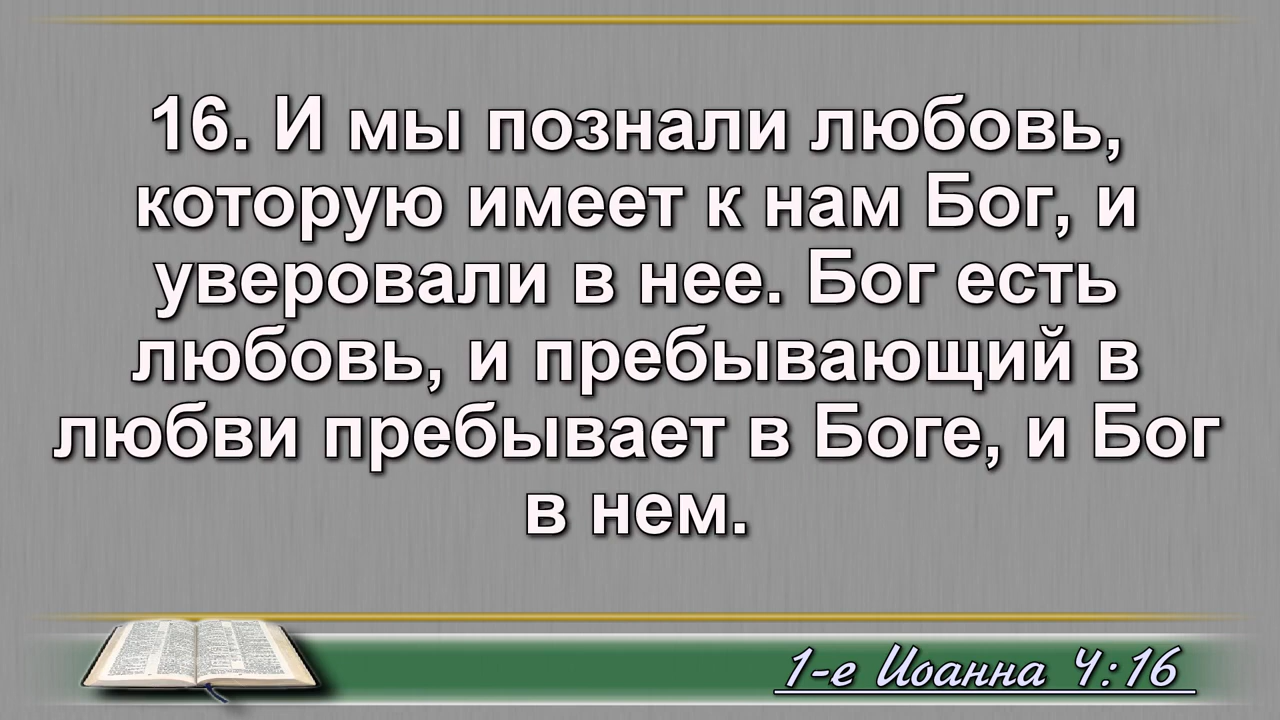 16. И мы познали любовь,
которую имеет к нам Бог, и
уверовали в нее. Бог есть
любовь, и пребывающий в
любви пребывает в Боге, и Бог
в нем.
1-е Иоанна 4:16